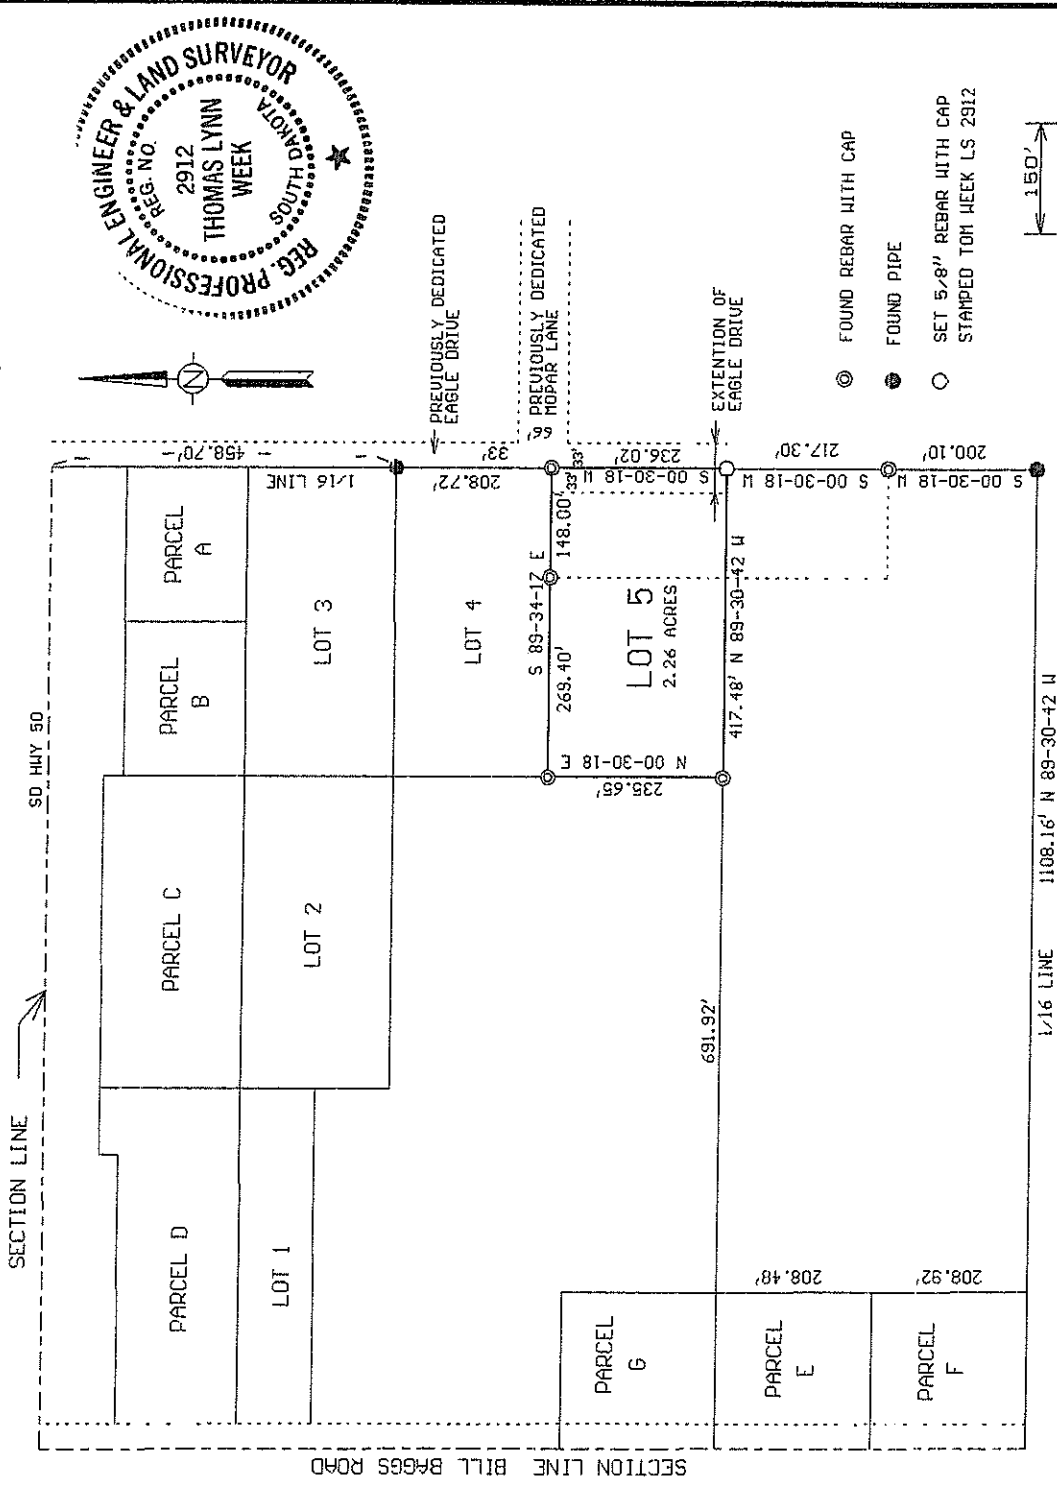 SECTION LINE
SD HWY 50
REG. PROFESSIONAL ENGINEER & LAND SURVEYOR
REG. NO.
2912
THOMAS LYNN
WEEK
SOUTH DAKOTA
N
PARCEL D
PARCEL C
PARCEL
B
PARCEL
A
458.70'
1/16 LINE
LOT 1
LOT 2
LOT 3
LOT 4
208.72'
33'
PREVIOUSLY DEDICATED
EAGLE DRIVE
66'
PREVIOUSLY DEDICATED
MOPAR LANE
S 89-34-17 E
269.40'
148.00'
33'
33'
N 00-30-18 E
235.65'
LOT 5
2.26 ACRES
236.02'
S 00-30-18 W
EXTENTION OF
EAGLE DRIVE
691.92'
417.48' N 89-30-42 W
217.30'
S 00-30-18 W
200.10'
S 00-30-18 W
PARCEL
G
PARCEL
E
208.48'
PARCEL
F
208.92'
SECTION LINE BILL BAGGS ROAD
1/16 LINE 1108.16' N 89-30-42 W
FOUND REBAR WITH CAP
FOUND PIPE
SET 5/8" REBAR WITH CAP
STAMPED TOM WEEK LS 2912
150'